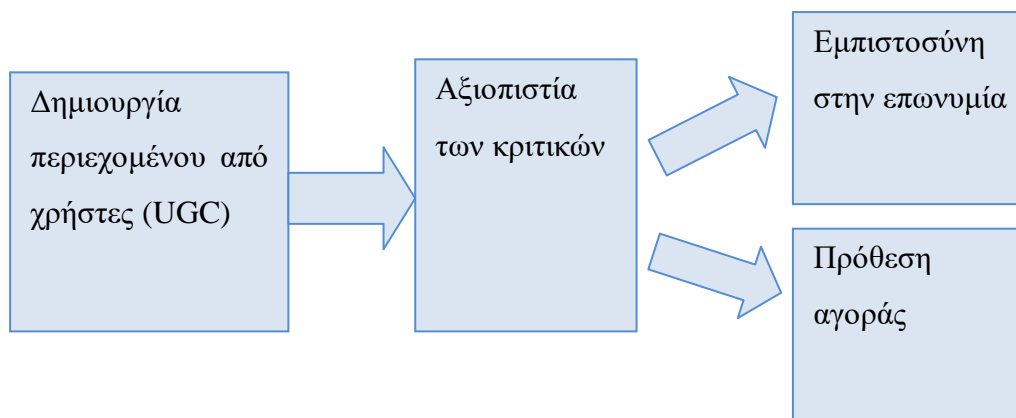 Δημιουργία
περιεχομένου από
χρήστες (UGC)
Αξιοπιστία
των κριτικών
Εμπιστοσύνη
στην επωνυμία
Πρόθεση
αγοράς